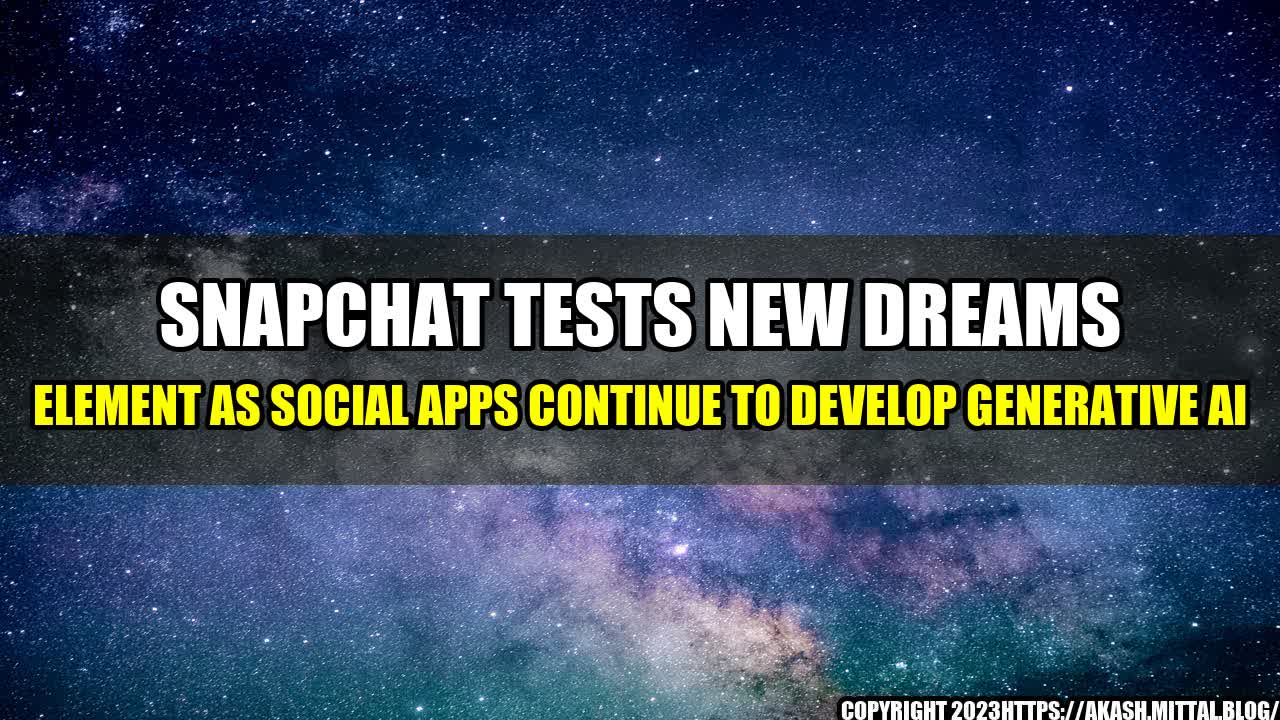 SNAPCHAT TESTS NEW DREAMS
ELEMENT AS SOCIAL APPS CONTINUE TO DEVELOP GENERATIVE AI
COPYRIGHT 2023HTTPS://AKASH.MITTAL.BLOG/